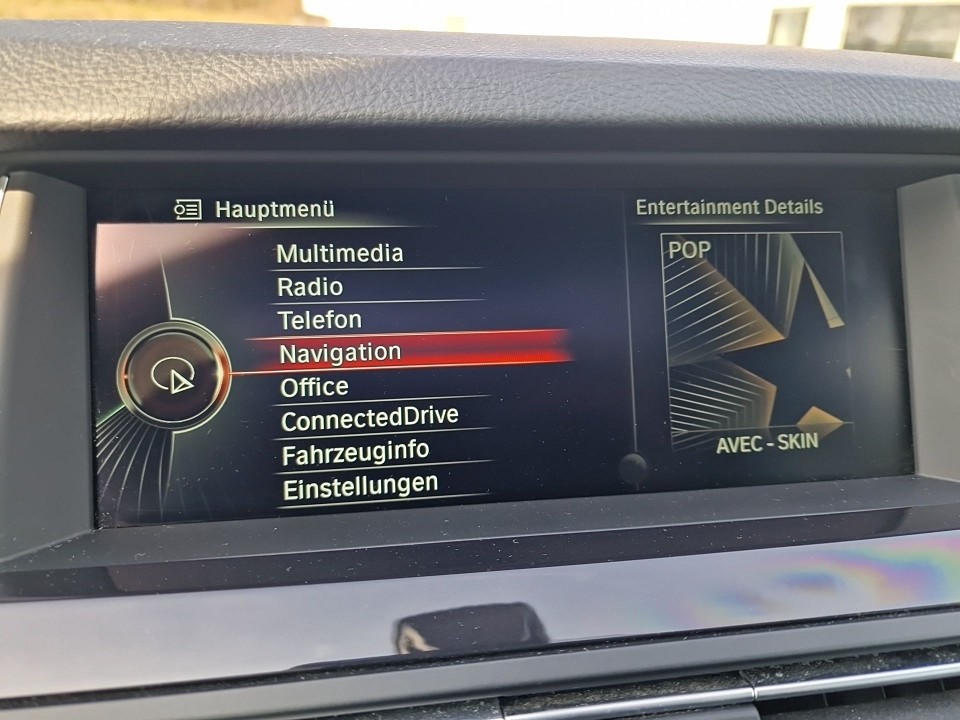 Hauptmenü
Multimedia
Radio
Telefon
Navigation
Office
ConnectedDrive
Fahrzeuginfo
Einstellungen
Entertainment Details
POP
AVEC - SKIN